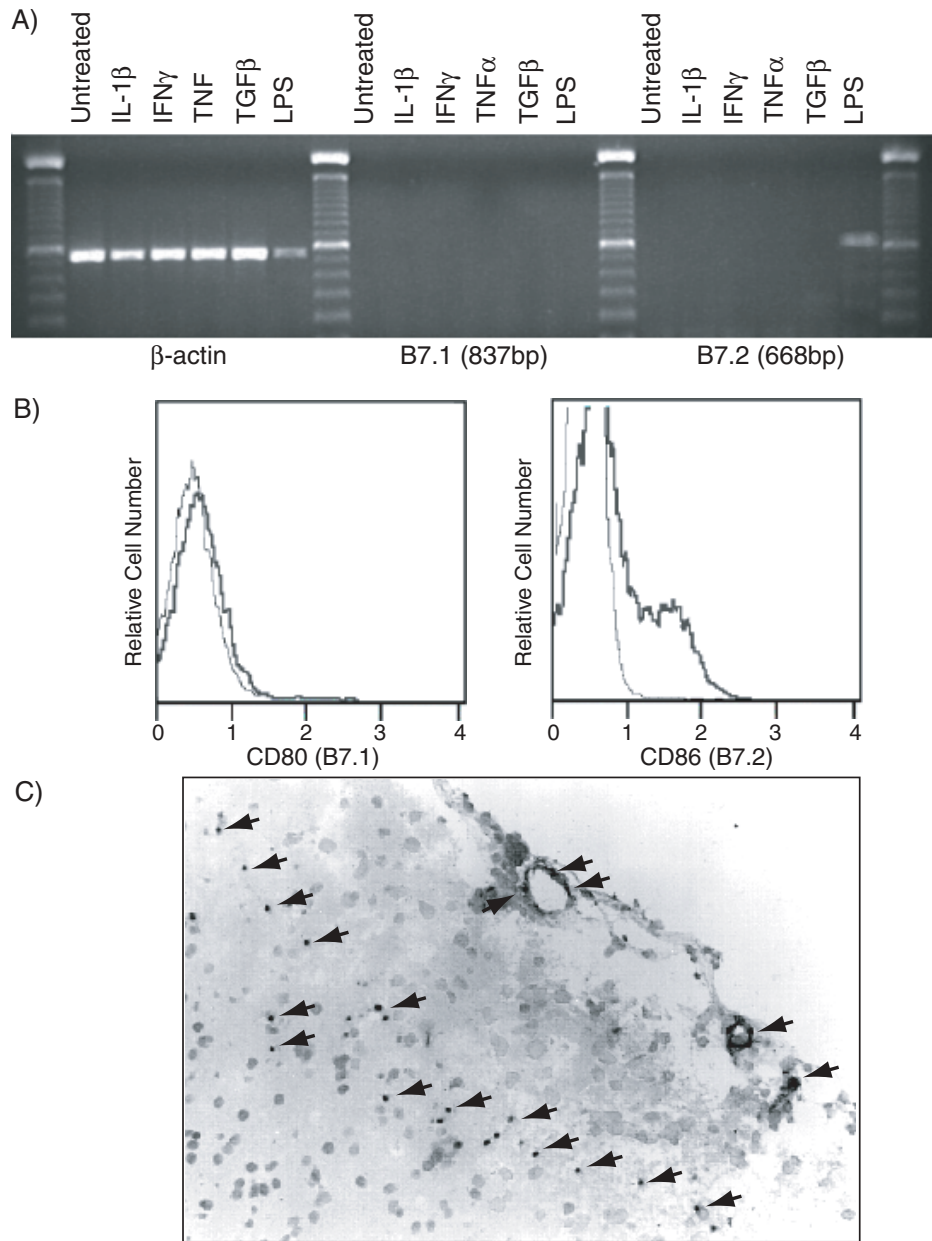 A)
Untreated IL-1β IFNγ TNF TGFβ LPS Untreated IL-1β IFNγ TNFα TGFβ LPS Untreated IL-1β IFNγ TNFα TGFβ LPS
β-actin B7.1 (837bp) B7.2 (668bp)
B)
Relative Cell Number
0 1 2 3 4
CD80 (B7.1)
Relative Cell Number
0 1 2 3 4
CD86 (B7.2)
C)